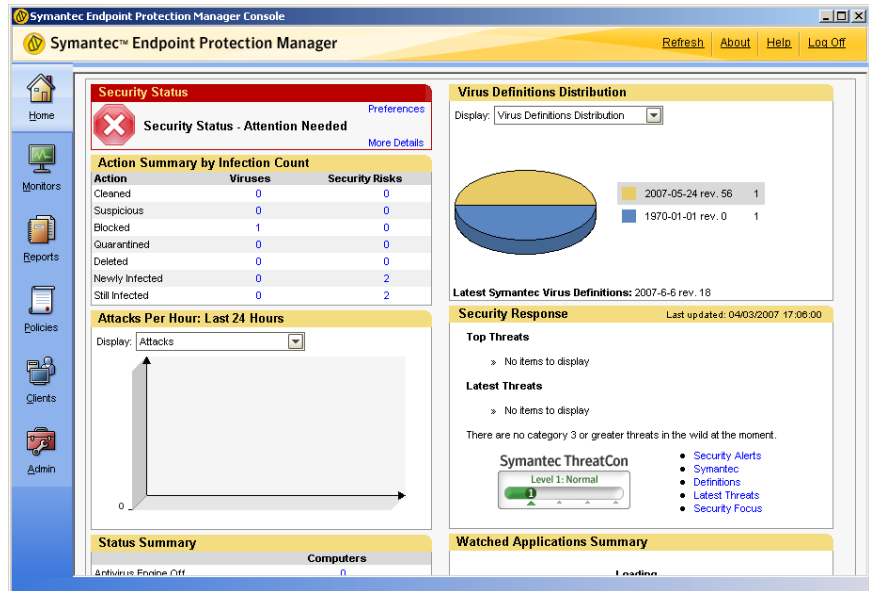 Symantec Endpoint Protection Manager Console
Symantec™ Endpoint Protection Manager
Refresh About Help Log Off
Home
Monitors
Reports
Policies
Clients
Admin
Security Status
Preferences
Security Status - Attention Needed
More Details
Action Summary by Infection Count
Action Viruses Security Risks
Cleaned 0 0
Suspicious 0 0
Blocked 1 0
Quarantined 0 0
Deleted 0 0
Newly Infected 0 2
Still Infected 0 2
Attacks Per Hour: Last 24 Hours
Display: Attacks
0
Status Summary
Computers
Antivirus Engine Off 0
Virus Definitions Distribution
Display: Virus Definitions Distribution
2007-05-24 rev. 56 1
1970-01-01 rev. 0 1
Latest Symantec Virus Definitions: 2007-6-6 rev. 18
Security Response Last updated: 04/03/2007 17:06:00
Top Threats
» No items to display
Latest Threats
» No items to display
There are no category 3 or greater threats in the wild at the moment.
Symantec ThreatCon
Level 1: Normal
1
• Security Alerts
• Symantec
• Definitions
• Latest Threats
• Security Focus
Watched Applications Summary
Loading